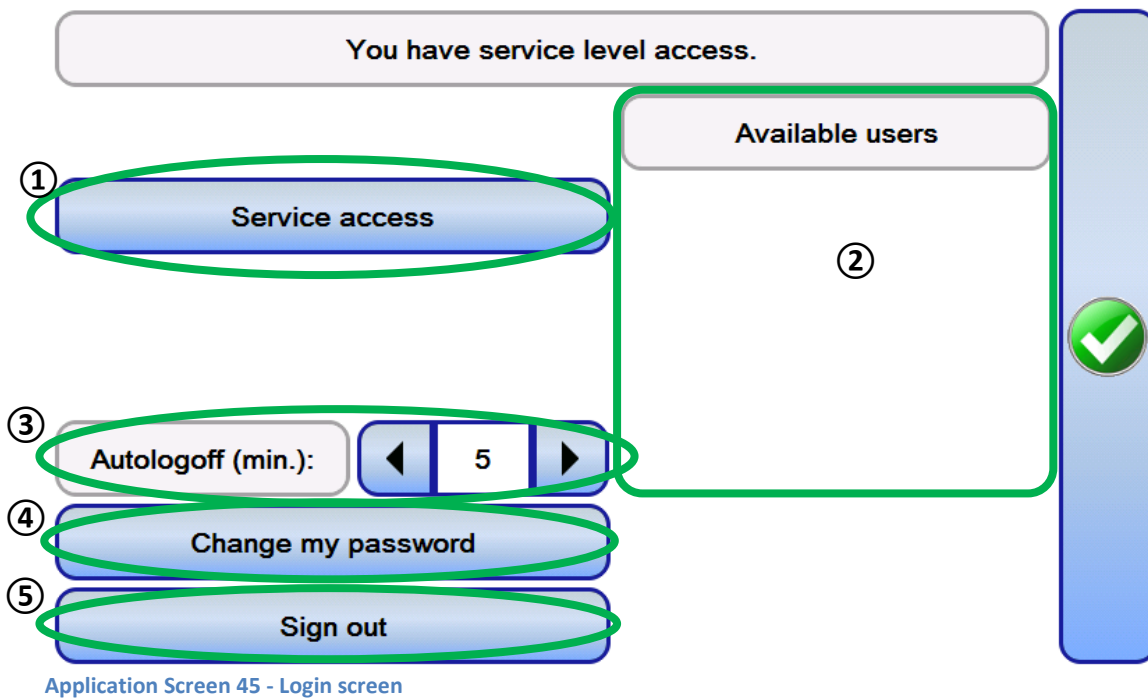 You have service level access.
Available users
①
Service access
②
③
Autologoff (min.): 5
④
Change my password
⑤
Sign out
Application Screen 45 - Login screen